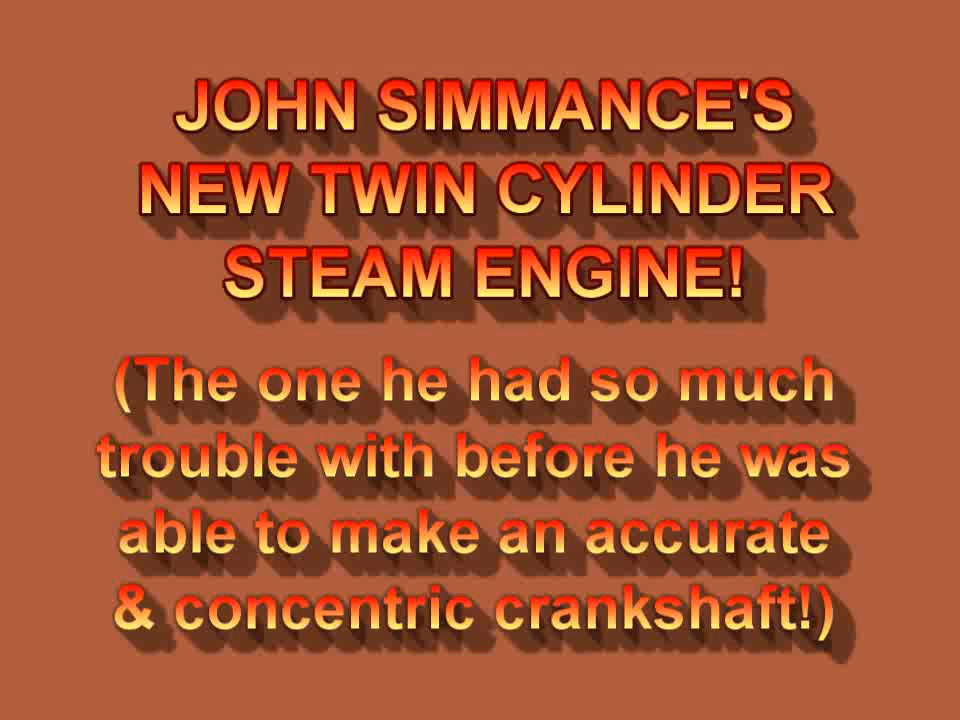 JOHN SIMMANCE'S
NEW TWIN CYLINDER
STEAM ENGINE!
(The one he had so much
trouble with before he was
able to make an accurate
& concentric crankshaft!)